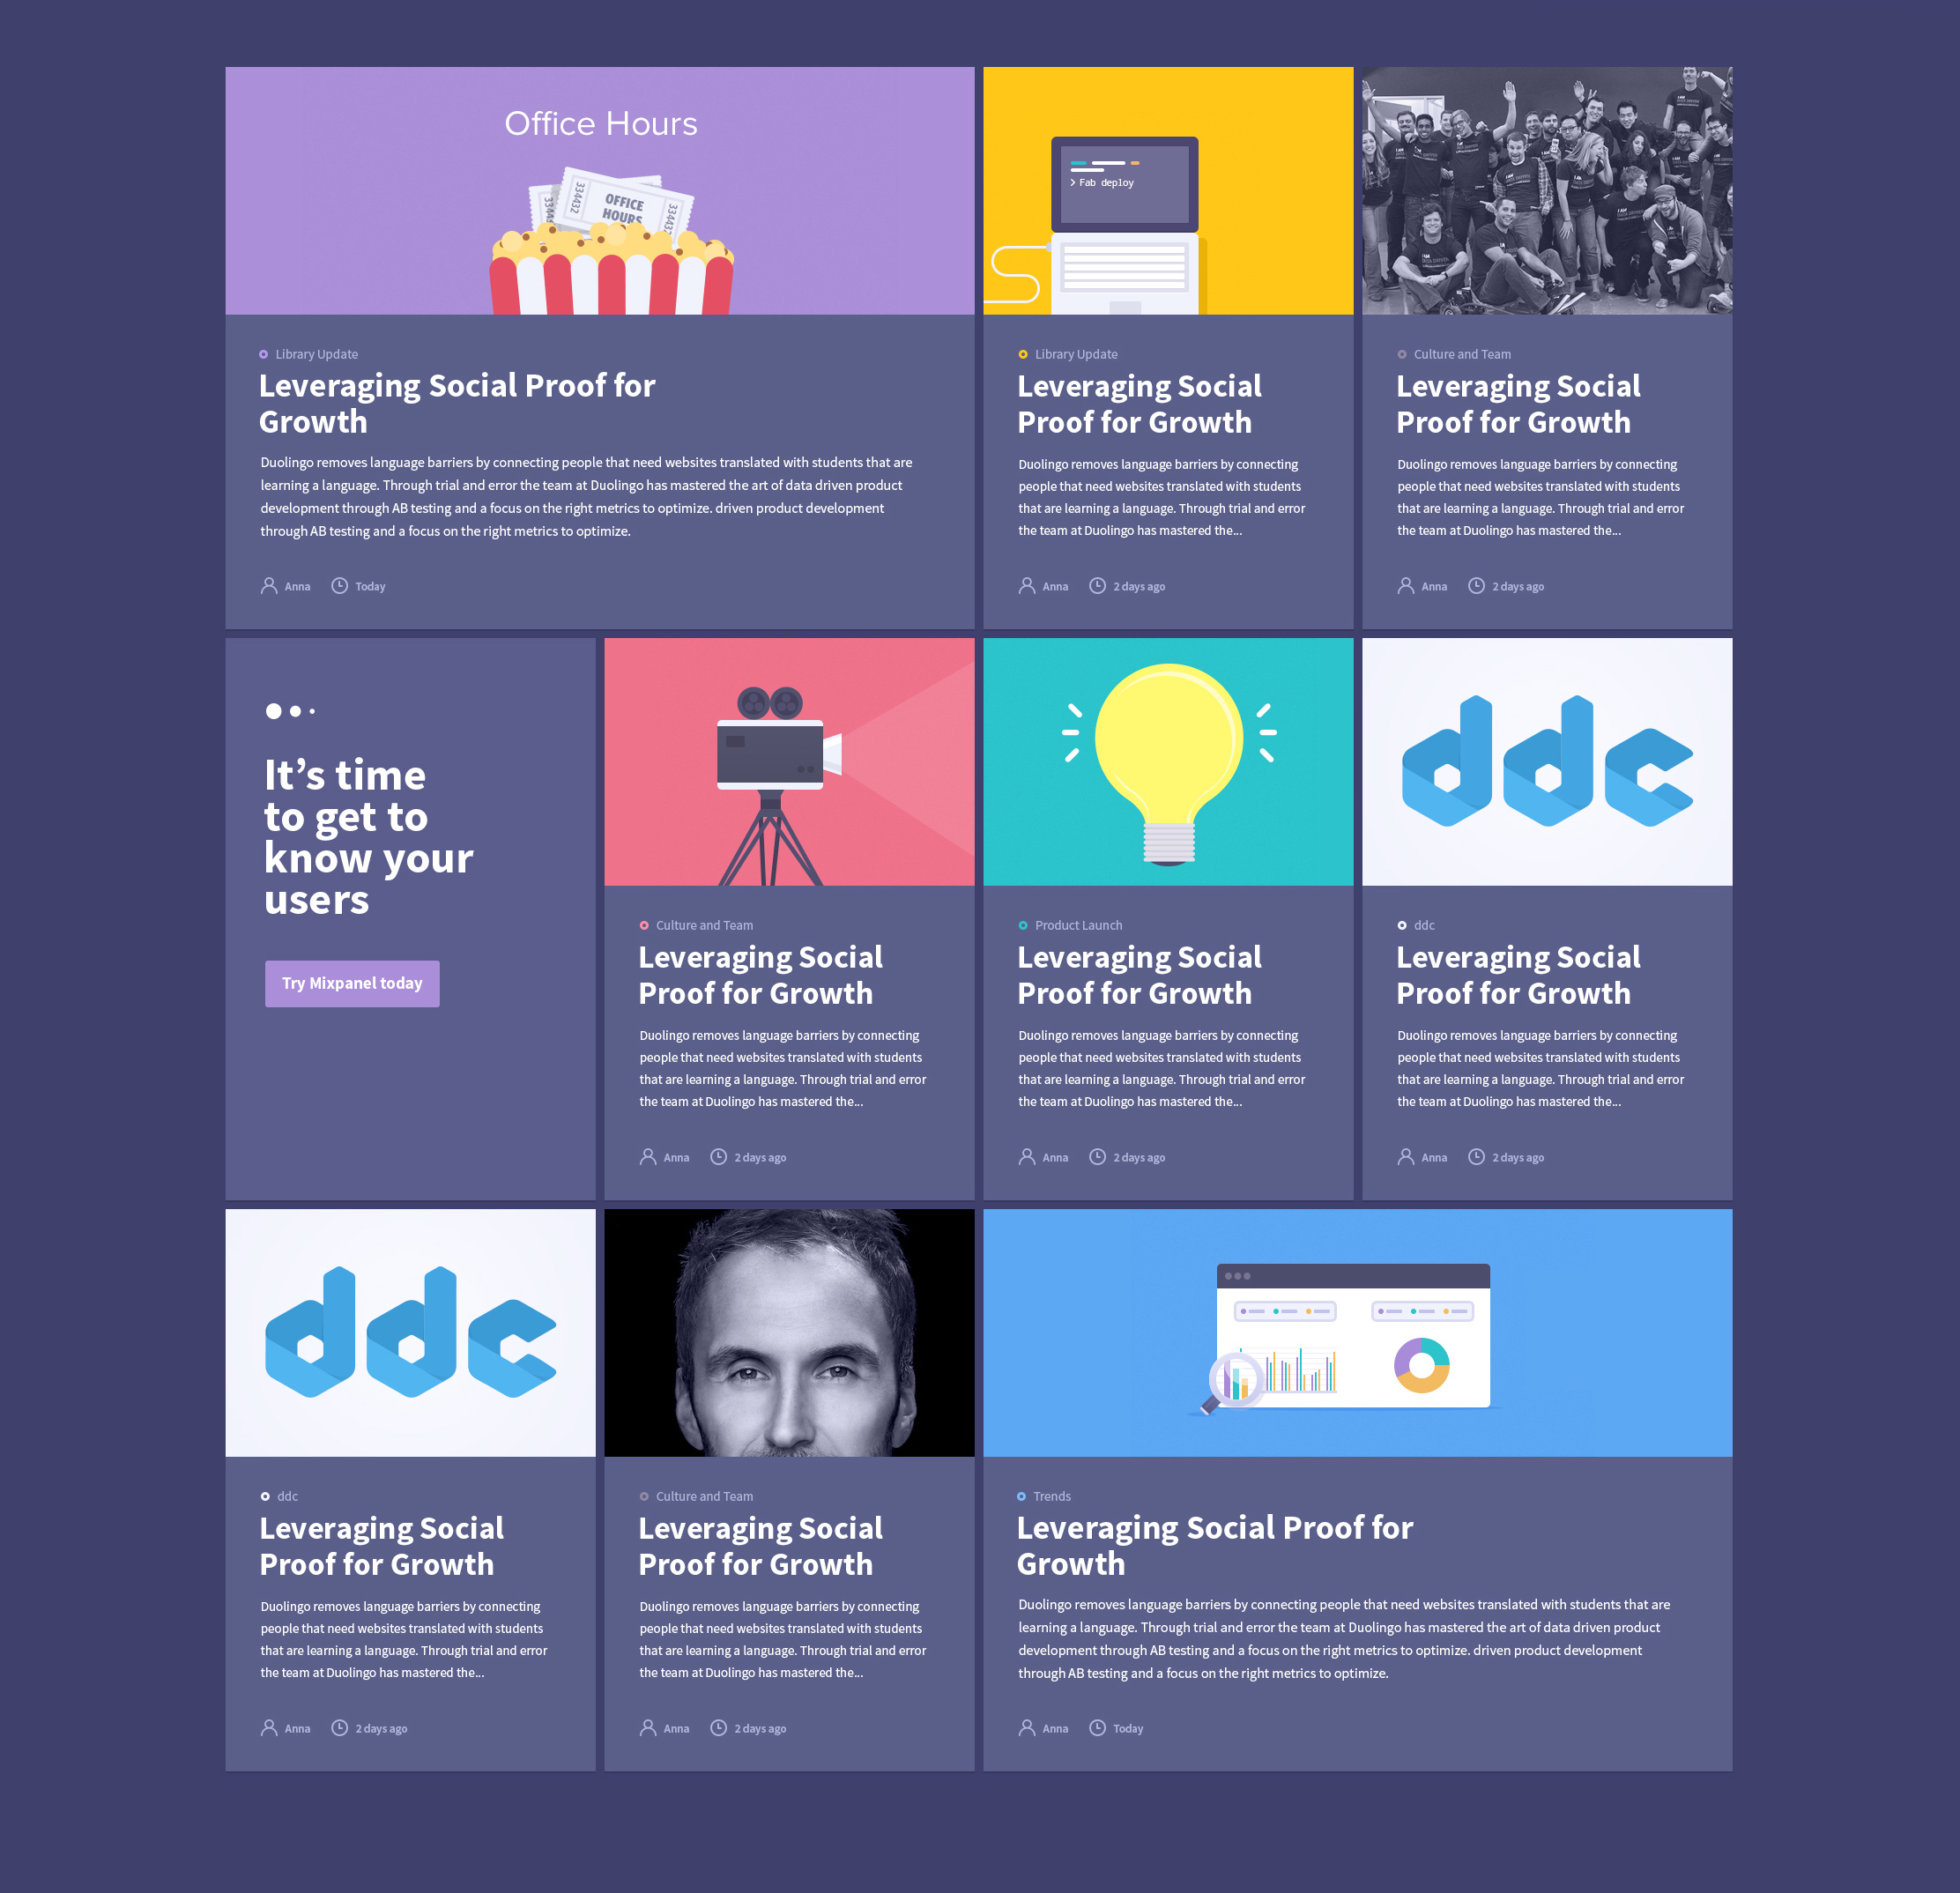 Office Hours
334432
OFFICE
HOURS
334432
> Fab deploy
Library Update
Leveraging Social Proof for
Growth
Duolingo removes language barriers by connecting people that need websites translated with students that are
learning a language. Through trial and error the team at Duolingo has mastered the art of data driven product
development through AB testing and a focus on the right metrics to optimize. driven product development
through AB testing and a focus on the right metrics to optimize.
Anna Today
Library Update
Leveraging Social
Proof for Growth
Duolingo removes language barriers by connecting
people that need websites translated with students
that are learning a language. Through trial and error
the team at Duolingo has mastered the...
Anna 2 days ago
Culture and Team
Leveraging Social
Proof for Growth
Duolingo removes language barriers by connecting
people that need websites translated with students
that are learning a language. Through trial and error
the team at Duolingo has mastered the...
Anna 2 days ago
It's time
to get to
know your
users
Try Mixpanel today
Culture and Team
Leveraging Social
Proof for Growth
Duolingo removes language barriers by connecting
people that need websites translated with students
that are learning a language. Through trial and error
the team at Duolingo has mastered the...
Anna 2 days ago
Product Launch
Leveraging Social
Proof for Growth
Duolingo removes language barriers by connecting
people that need websites translated with students
that are learning a language. Through trial and error
the team at Duolingo has mastered the...
Anna 2 days ago
ddc
ddc
Leveraging Social
Proof for Growth
Duolingo removes language barriers by connecting
people that need websites translated with students
that are learning a language. Through trial and error
the team at Duolingo has mastered the...
Anna 2 days ago
ddc
ddc
Leveraging Social
Proof for Growth
Duolingo removes language barriers by connecting
people that need websites translated with students
that are learning a language. Through trial and error
the team at Duolingo has mastered the...
Anna 2 days ago
Culture and Team
Leveraging Social
Proof for Growth
Duolingo removes language barriers by connecting
people that need websites translated with students
that are learning a language. Through trial and error
the team at Duolingo has mastered the...
Anna 2 days ago
Trends
Leveraging Social Proof for
Growth
Duolingo removes language barriers by connecting people that need websites translated with students that are
learning a language. Through trial and error the team at Duolingo has mastered the art of data driven product
development through AB testing and a focus on the right metrics to optimize. driven product development
through AB testing and a focus on the right metrics to optimize.
Anna Today